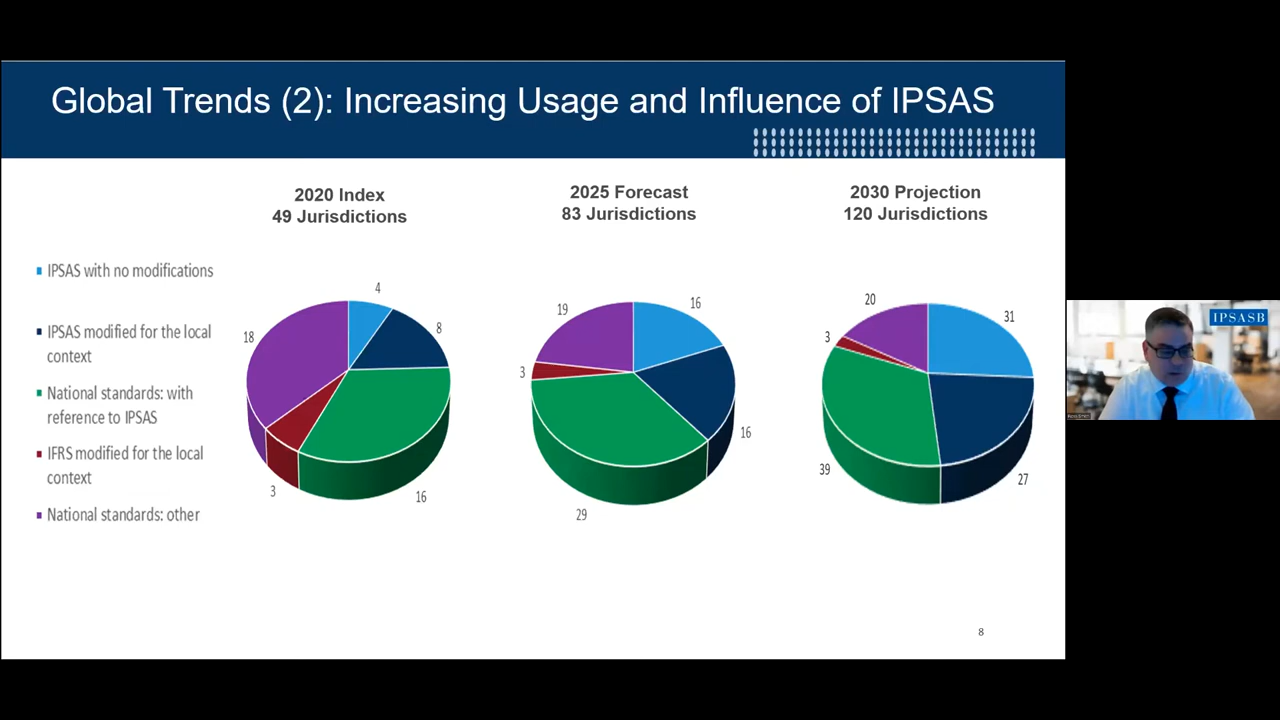 Global Trends (2): Increasing Usage and Influence of IPSAS
2020 Index
49 Jurisdictions
2025 Forecast
83 Jurisdictions
2030 Projection
120 Jurisdictions
IPSAS with no modifications
IPSAS modified for the local
context
National standards: with
reference to IPSAS
IFRS modified for the local
context
National standards: other
4
8
16
3
18
16
16
29
3
19
31
27
39
3
20
8
IPSASB